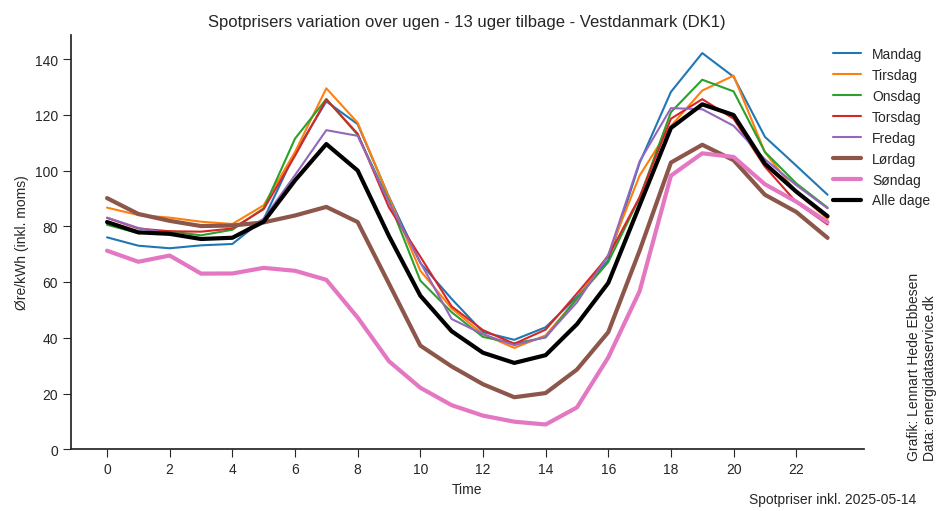 Spotprisers variation over ugen - 13 uger tilbage - Vestdanmark (DK1)
Øre/kWh (inkl. moms)
140
120
100
80
60
40
20
0
0 2 4 6 8 10 12 14 16 18 20 22
Time
Mandag
Tirsdag
Onsdag
Torsdag
Fredag
Lørdag
Søndag
Alle dage
Grafik: Lennart Hede Ebbesen
Data: energidataservice.dk
Spotpriser inkl. 2025-05-14